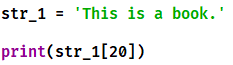 str_1 = 'This is a book.'
print(str_1[20])